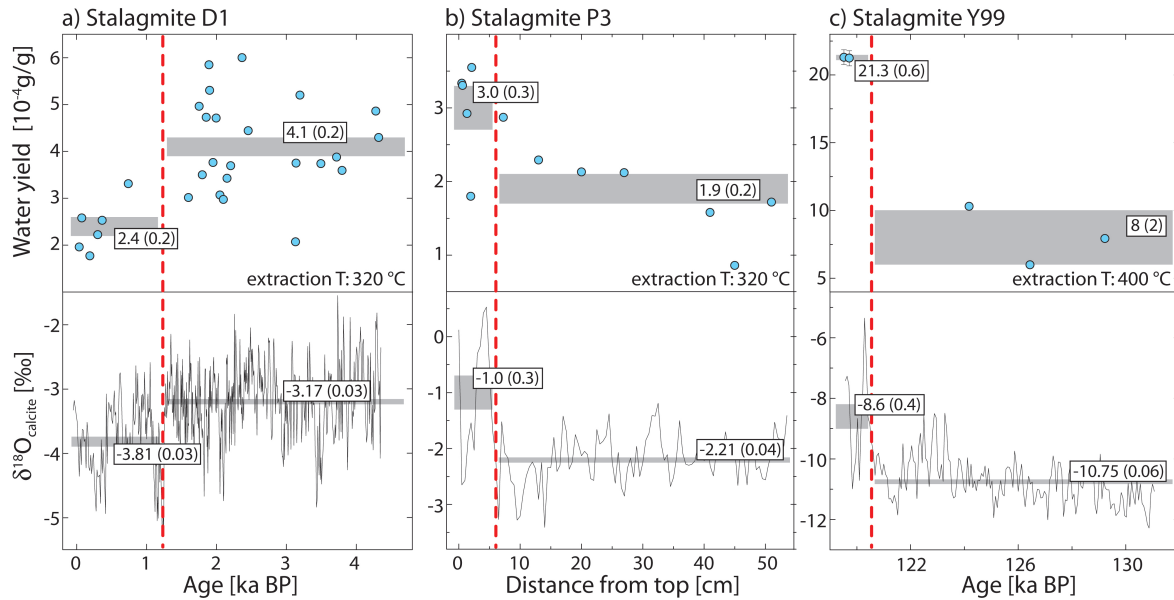 a) Stalagmite D1
b) Stalagmite P3
c) Stalagmite Y99
Water yield [10⁻⁴g/g]
6
5
4
3
2
2.4 (0.2)
4.1 (0.2)
extraction T: 320 °C
3
2
1
3.0 (0.3)
1.9 (0.2)
extraction T: 320 °C
20
15
10
5
21.3 (0.6)
8 (2)
extraction T: 400 °C
δ¹⁸O_calcite [‰]
-2
-3
-4
-5
-3.17 (0.03)
-3.81 (0.03)
0
-1
-2
-3
-1.0 (0.3)
-2.21 (0.04)
-6
-8
-10
-12
-8.6 (0.4)
-10.75 (0.06)
0 1 2 3 4
0 10 20 30 40 50
122 126 130
Age [ka BP]
Distance from top [cm]
Age [ka BP]